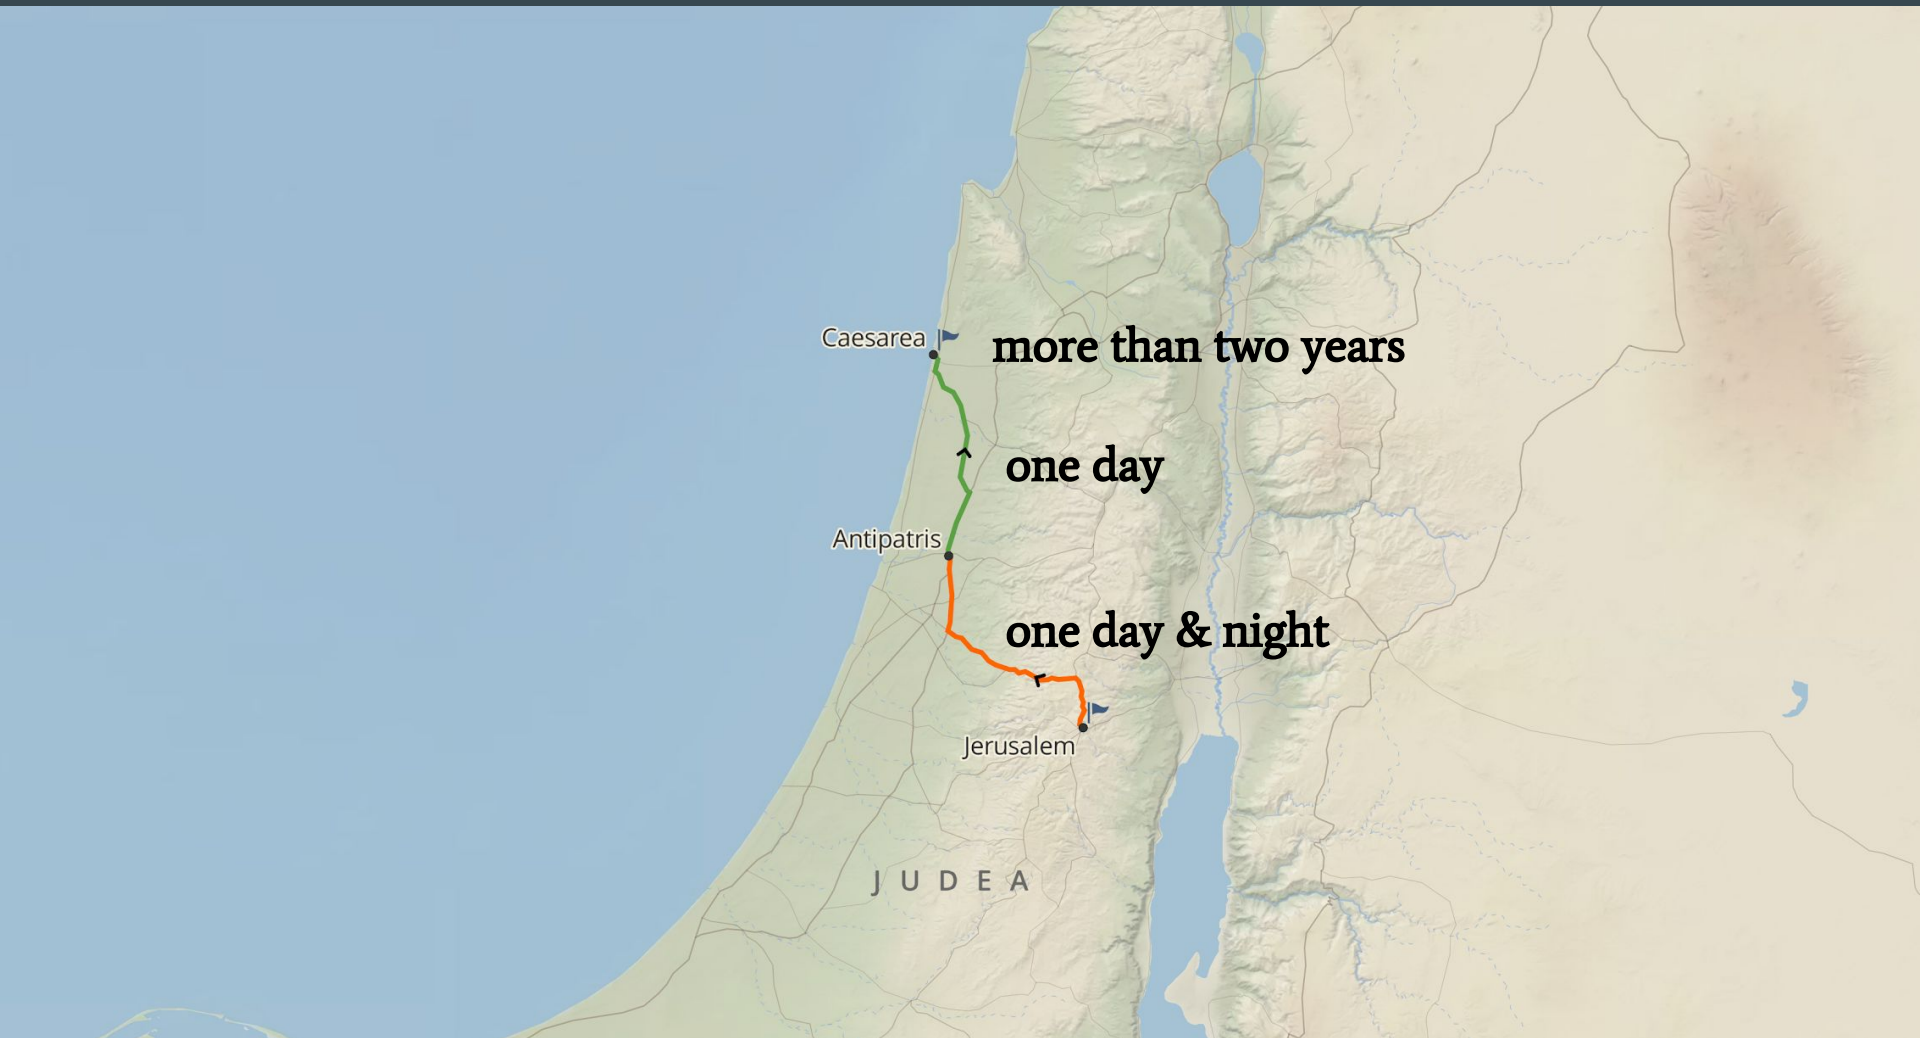 Caesarea
more than two years
one day
Antipatris
one day & night
Jerusalem
JUDEA